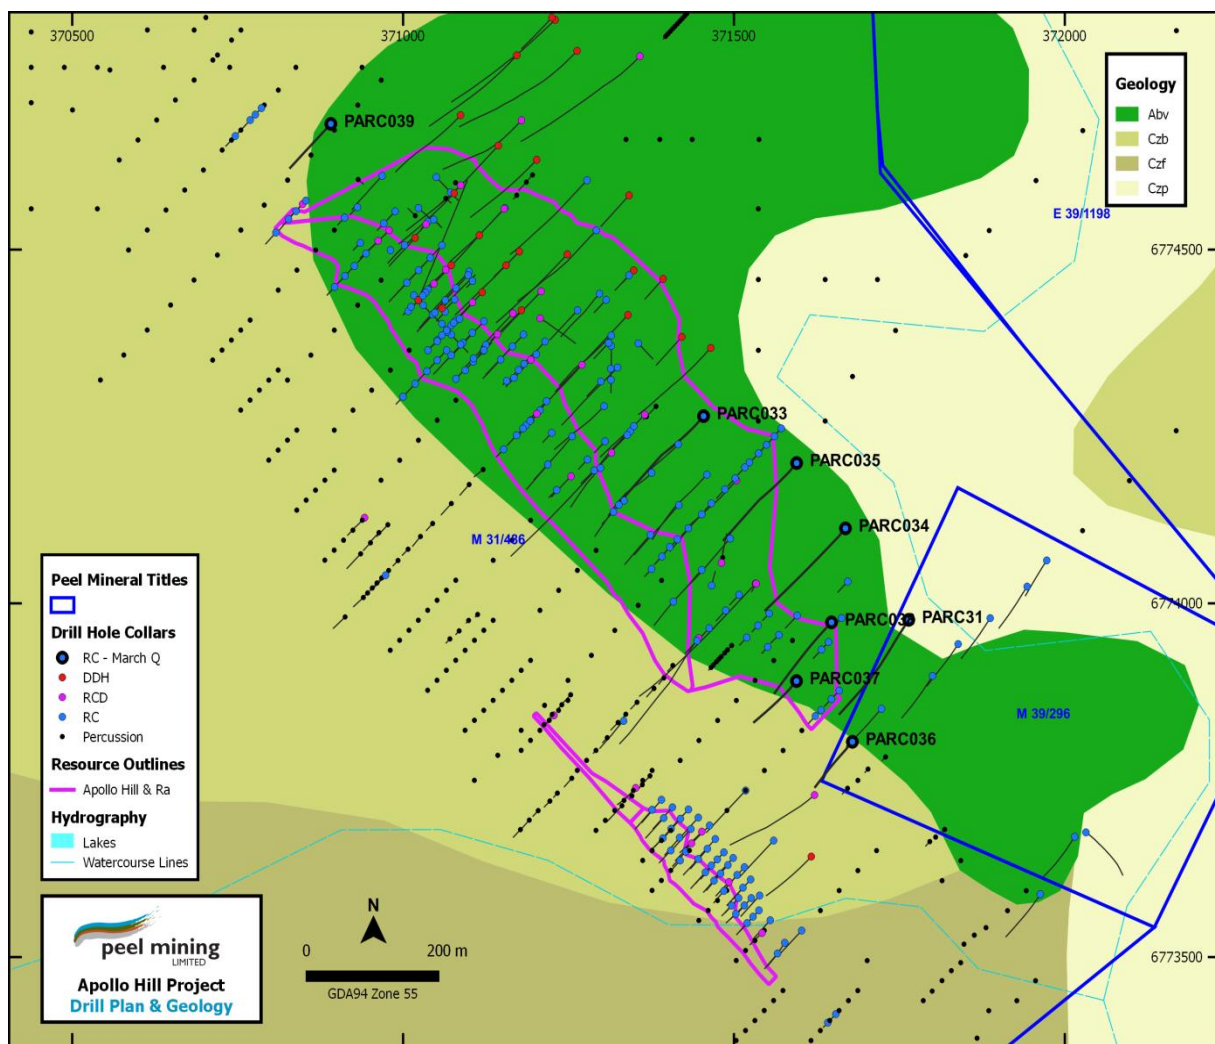 370500
371000
371500
372000
Geology
Abv
Czb
Czf
Czp
PARC039
E 39/1198
6774500
PARC033
PARC035
PARC034
M 31/486
6774000
PARC31
PARC037
M 39/296
PARC036
Peel Mineral Titles
Drill Hole Collars
RC - March Q
DDH
RCD
RC
Percussion
Resource Outlines
Apollo Hill & Ra
Hydrography
Lakes
Watercourse Lines
peel mining
LIMITED
Apollo Hill Project
Drill Plan & Geology
N
0 200 m
GDA94 Zone 55
6773500